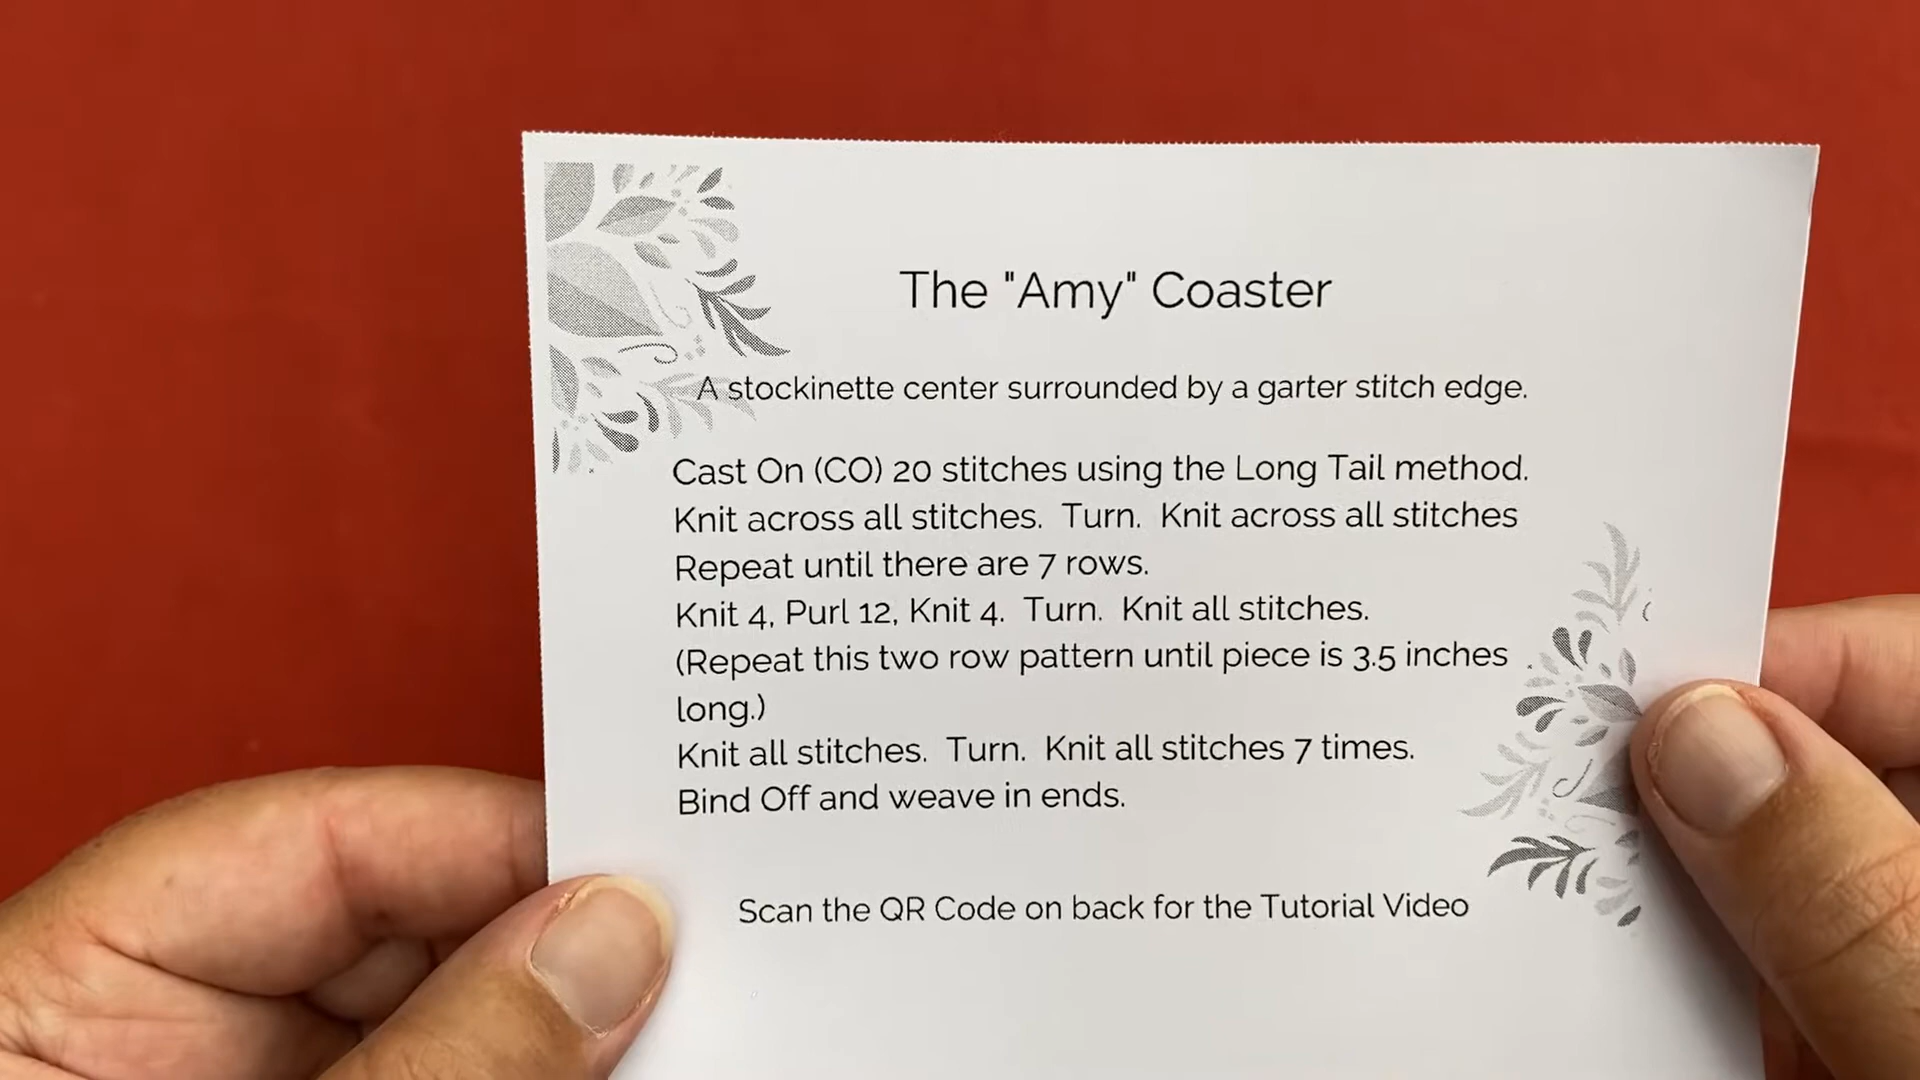 The "Amy" Coaster
A stockinette center surrounded by a garter stitch edge.
Cast On (CO) 20 stitches using the Long Tail method.
Knit across all stitches.  Turn.  Knit across all stitches
Repeat until there are 7 rows.
Knit 4, Purl 12, Knit 4.  Turn.  Knit all stitches.
(Repeat this two row pattern until piece is 3.5 inches
long.)
Knit all stitches.  Turn.  Knit all stitches 7 times.
Bind Off and weave in ends.
Scan the QR Code on back for the Tutorial Video